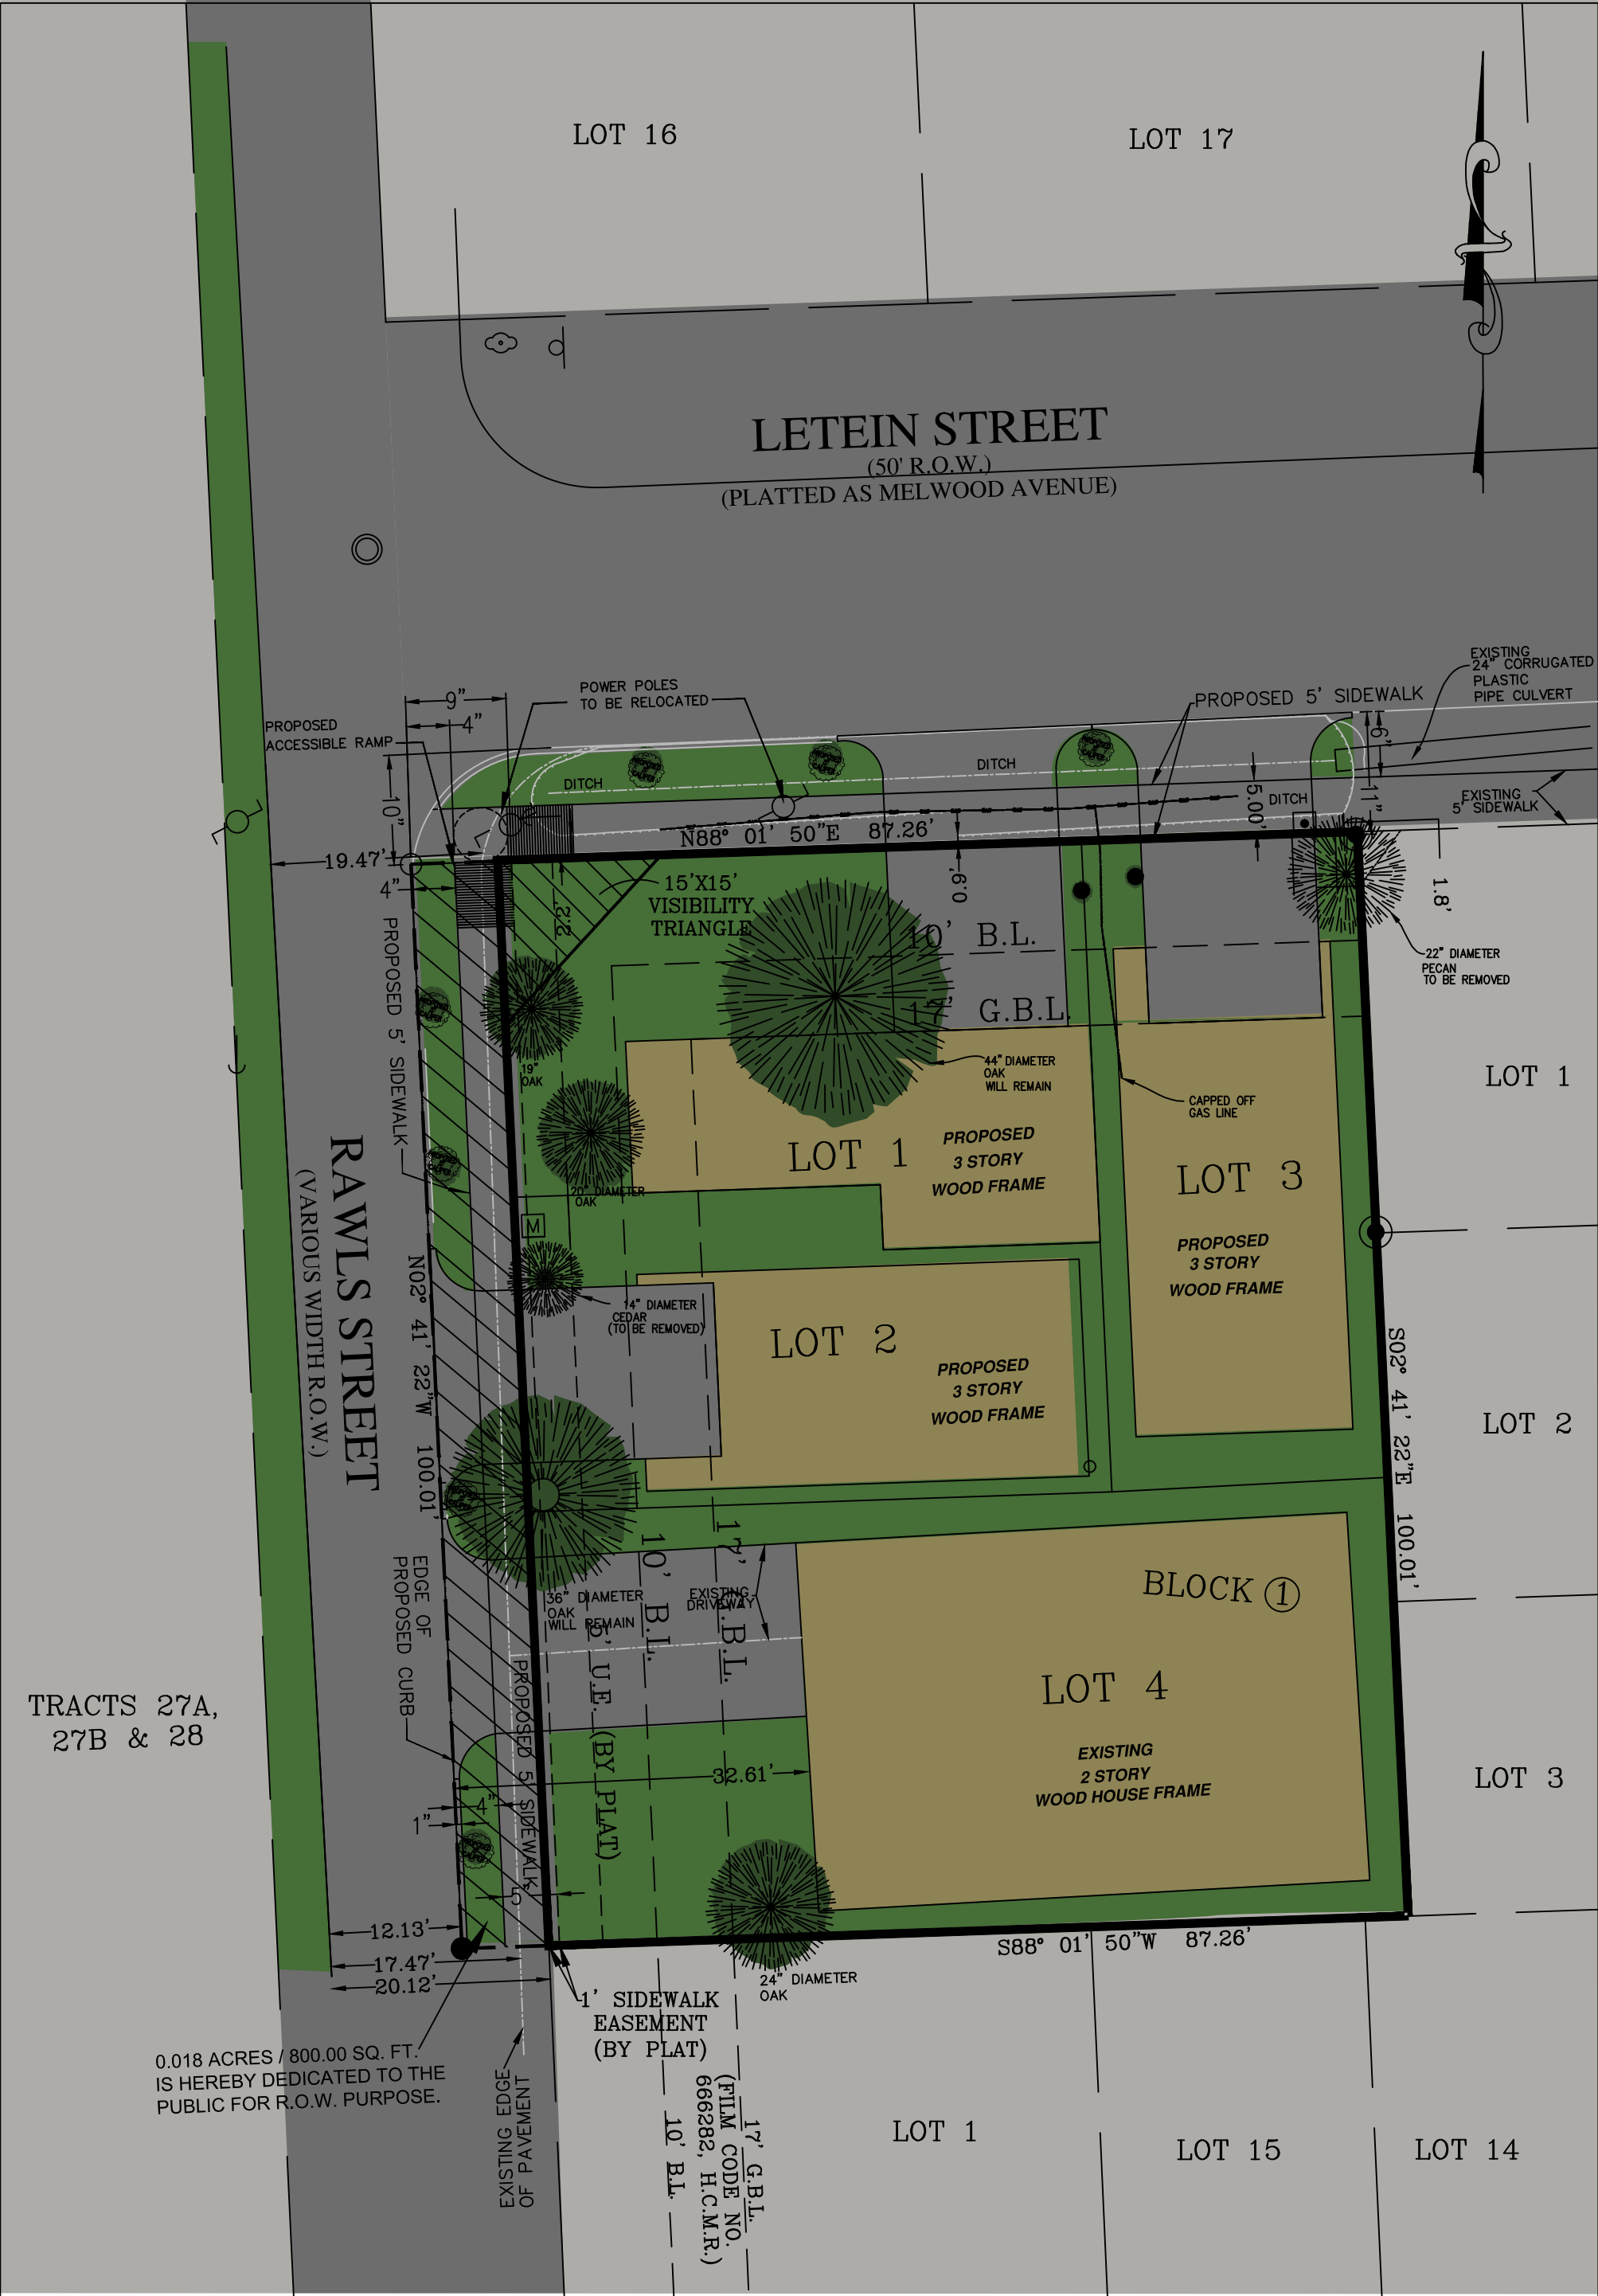 LOT 16
LOT 17
LETEIN STREET
(50' R.O.W.)
(PLATTED AS MELWOOD AVENUE)
EXISTING
24" CORRUGATED
PLASTIC
PIPE CULVERT
PROPOSED 5' SIDEWALK
POWER POLES
TO BE RELOCATED
9"
4"
PROPOSED
ACCESSIBLE RAMP
6"
DITCH
DITCH
DITCH
10"
11"
5.00'
EXISTING
5' SIDEWALK
N88° 01' 50"E 87.26'
19.47'
4"
15'X15'
VISIBILITY
TRIANGLE
2.2'
0.9'
1.8'
10' B.L.
17' G.B.L.
22" DIAMETER
PECAN
TO BE REMOVED
PROPOSED 5' SIDEWALK
19"
OAK
44" DIAMETER
OAK
WILL REMAIN
CAPPED OFF
GAS LINE
LOT 1
LOT 1
PROPOSED
3 STORY
WOOD FRAME
LOT 3
PROPOSED
3 STORY
WOOD FRAME
20" DIAMETER
OAK
M
RAWLS STREET
(VARIOUS WIDTH R.O.W.)
N02° 41' 22"W 100.01'
14" DIAMETER
CEDAR
(TO BE REMOVED)
LOT 2
PROPOSED
3 STORY
WOOD FRAME
S02° 41' 22"E 100.01'
LOT 2
EDGE OF
PROPOSED CURB
36" DIAMETER
OAK
WILL REMAIN
EXISTING
DRIVEWAY
10' B.L.
17' G.B.L.
5' U.E. (BY PLAT)
PROPOSED 5' SIDEWALK
BLOCK 1
LOT 4
EXISTING
2 STORY
WOOD HOUSE FRAME
TRACTS 27A,
27B & 28
LOT 3
32.61'
4"
1"
5'
12.13'
17.47'
20.12'
S88° 01' 50"W 87.26'
24" DIAMETER
OAK
1' SIDEWALK
EASEMENT
(BY PLAT)
0.018 ACRES / 800.00 SQ. FT.
IS HEREBY DEDICATED TO THE
PUBLIC FOR R.O.W. PURPOSE.
EXISTING EDGE
OF PAVEMENT
10' B.L.
17' G.B.L.
(FILM CODE NO.
666282, H.C.M.R.)
LOT 1
LOT 15
LOT 14